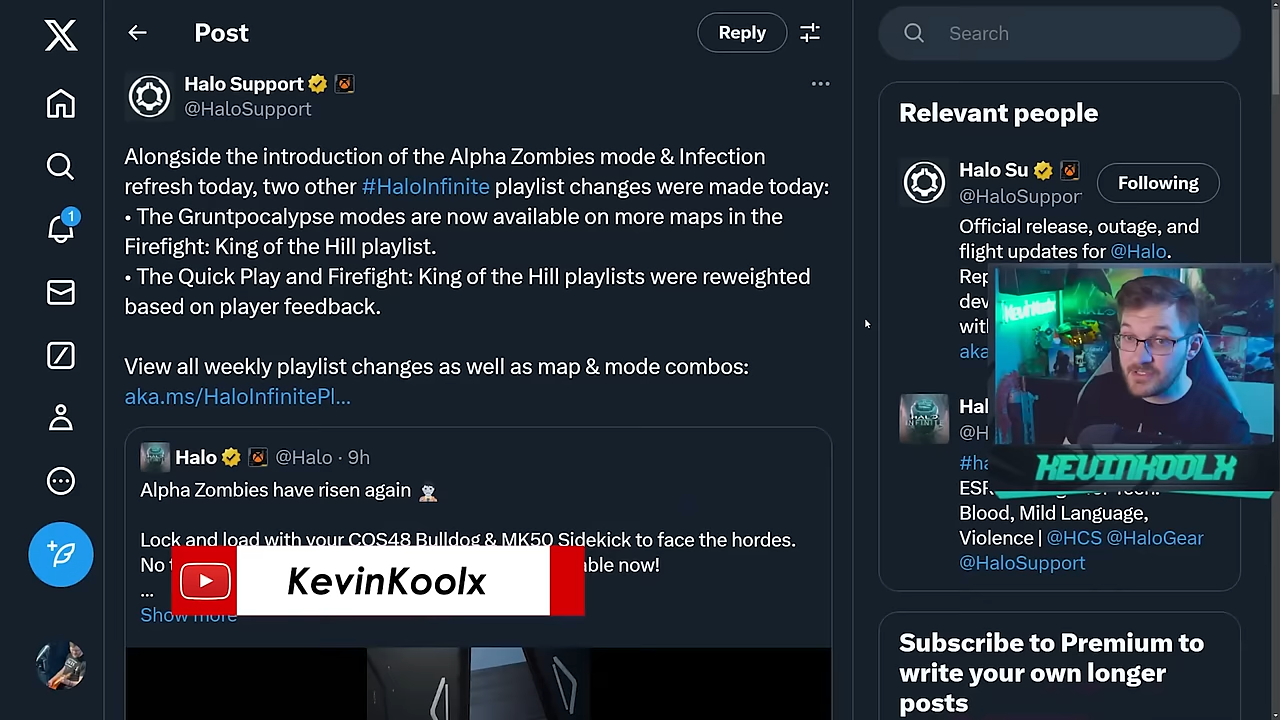 Post
Reply
Search
Halo Support
@HaloSupport
Alongside the introduction of the Alpha Zombies mode & Infection
refresh today, two other #HaloInfinite playlist changes were made today:
• The Gruntpocalypse modes are now available on more maps in the
Firefight: King of the Hill playlist.
• The Quick Play and Firefight: King of the Hill playlists were reweighted
based on player feedback.
View all weekly playlist changes as well as map & mode combos:
aka.ms/HaloInfinitePl...
Halo @Halo · 9h
Alpha Zombies have risen again
Lock and load with your COS48 Bulldog & MK50 Sidekick to face the hordes.
No
now!
...
Show more
KevinKoolx
1
Relevant people
Halo Su
@HaloSuppor
Following
Official release, outage, and
flight updates for @Halo.
Rep
dev
wit
aka
KevinKoolx
HALO
INFINITE
Hal
@H
#ha
KEVINKOOLX
ESR
Blood, Mild Language,
Violence | @HCS @HaloGear
@HaloSupport
Subscribe to Premium to
write your own longer
posts